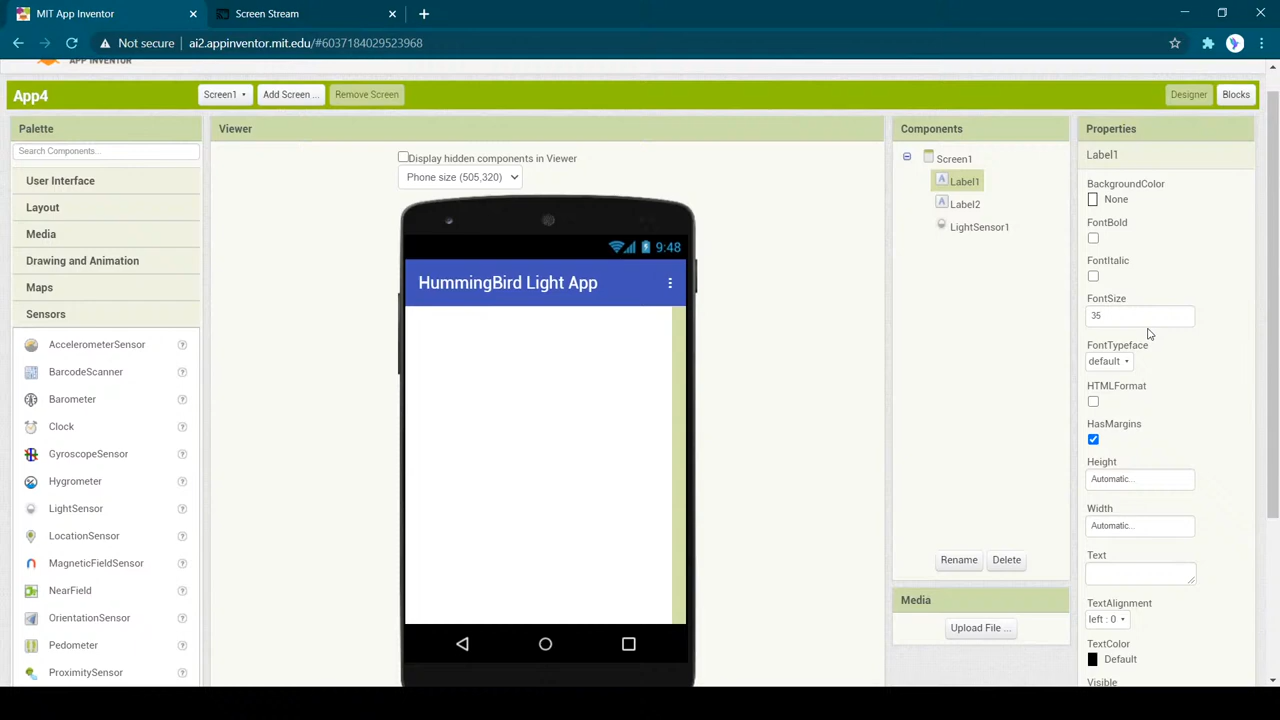 MIT App Inventor
Screen Stream
Not secure
ai2.appinventor.mit.edu/#6037184029523968
APP INVENTOR
App4
Screen1
Add Screen ...
Remove Screen
Designer
Blocks
Palette
Search Components...
User Interface
Layout
Media
Drawing and Animation
Maps
Sensors
AccelerometerSensor
BarcodeScanner
Barometer
Clock
GyroscopeSensor
Hygrometer
LightSensor
LocationSensor
MagneticFieldSensor
NearField
OrientationSensor
Pedometer
ProximitySensor
Viewer
Display hidden components in Viewer
Phone size (505,320)
9:48
HummingBird Light App
Components
Screen1
Label1
Label2
LightSensor1
Rename
Delete
Media
Upload File ...
Properties
Label1
BackgroundColor
None
FontBold
FontItalic
FontSize
35
FontTypeface
default
HTMLFormat
HasMargins
Height
Automatic...
Width
Automatic...
Text
TextAlignment
left : 0
TextColor
Default
Visible